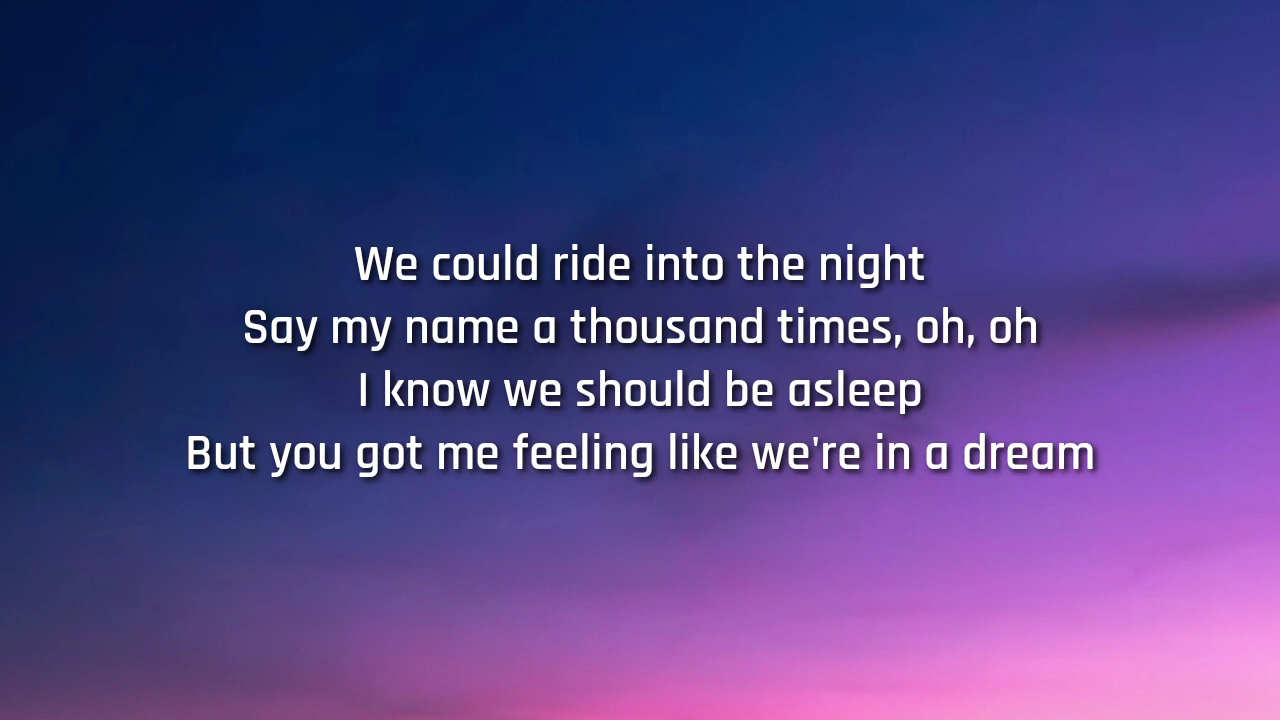 We could ride into the night
Say my name a thousand times, oh, oh
I know we should be asleep
But you got me feeling like we're in a dream